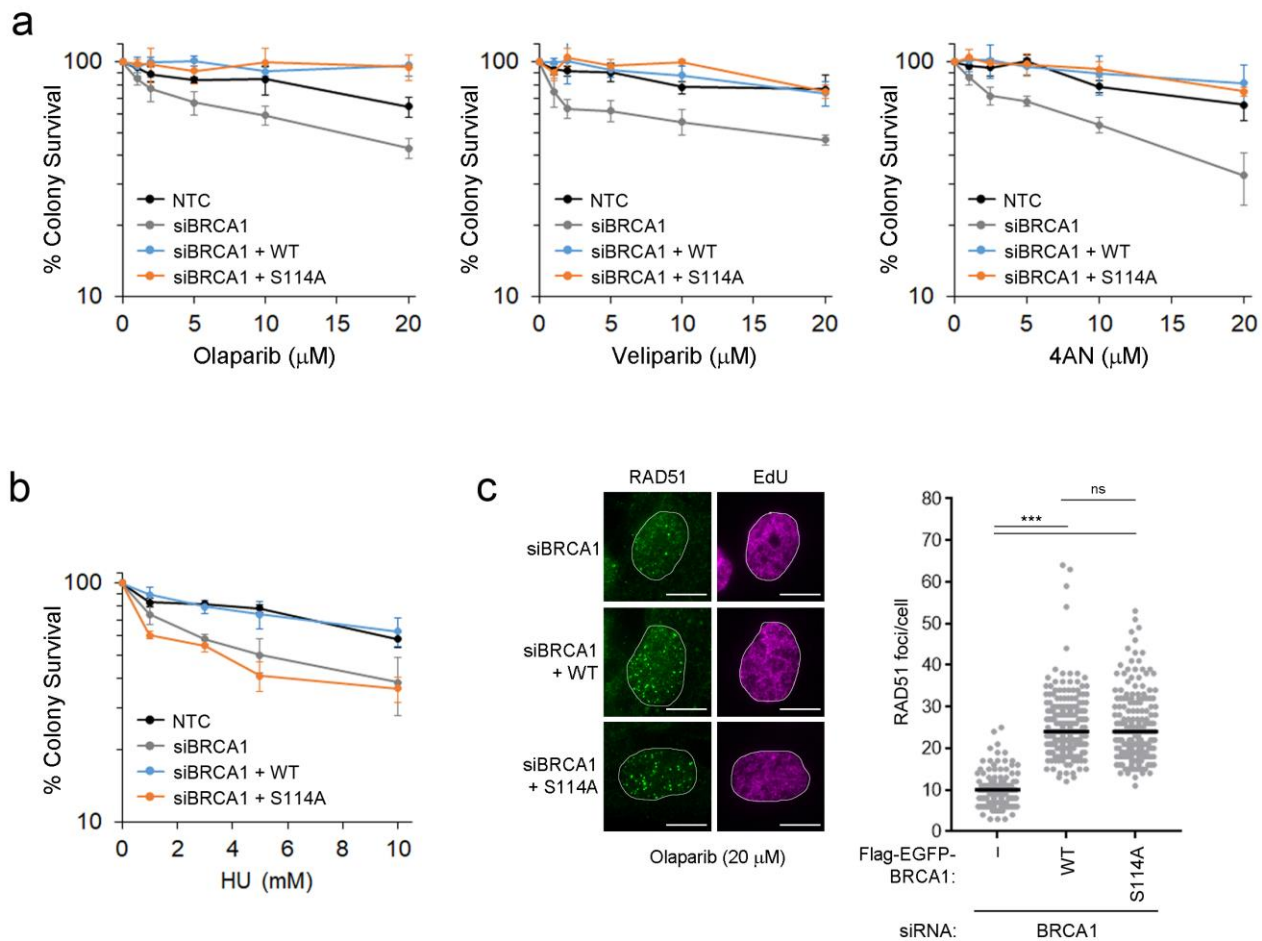 a
% Colony Survival
100
10
NTC
siBRCA1
siBRCA1 + WT
siBRCA1 + S114A
0 5 10 15 20
Olaparib (μM)
% Colony Survival
100
10
NTC
siBRCA1
siBRCA1 + WT
siBRCA1 + S114A
0 5 10 15 20
Veliparib (μM)
% Colony Survival
100
10
NTC
siBRCA1
siBRCA1 + WT
siBRCA1 + S114A
0 5 10 15 20
4AN (μM)
b
% Colony Survival
100
10
NTC
siBRCA1
siBRCA1 + WT
siBRCA1 + S114A
0 2 4 6 8 10
HU (mM)
c
RAD51 EdU
siBRCA1
siBRCA1
+ WT
siBRCA1
+ S114A
Olaparib (20 μM)
RAD51 foci/cell
80
70
60
50
40
30
20
10
0
ns
***
Flag-EGFP-
BRCA1:
– WT S114A
siRNA: BRCA1